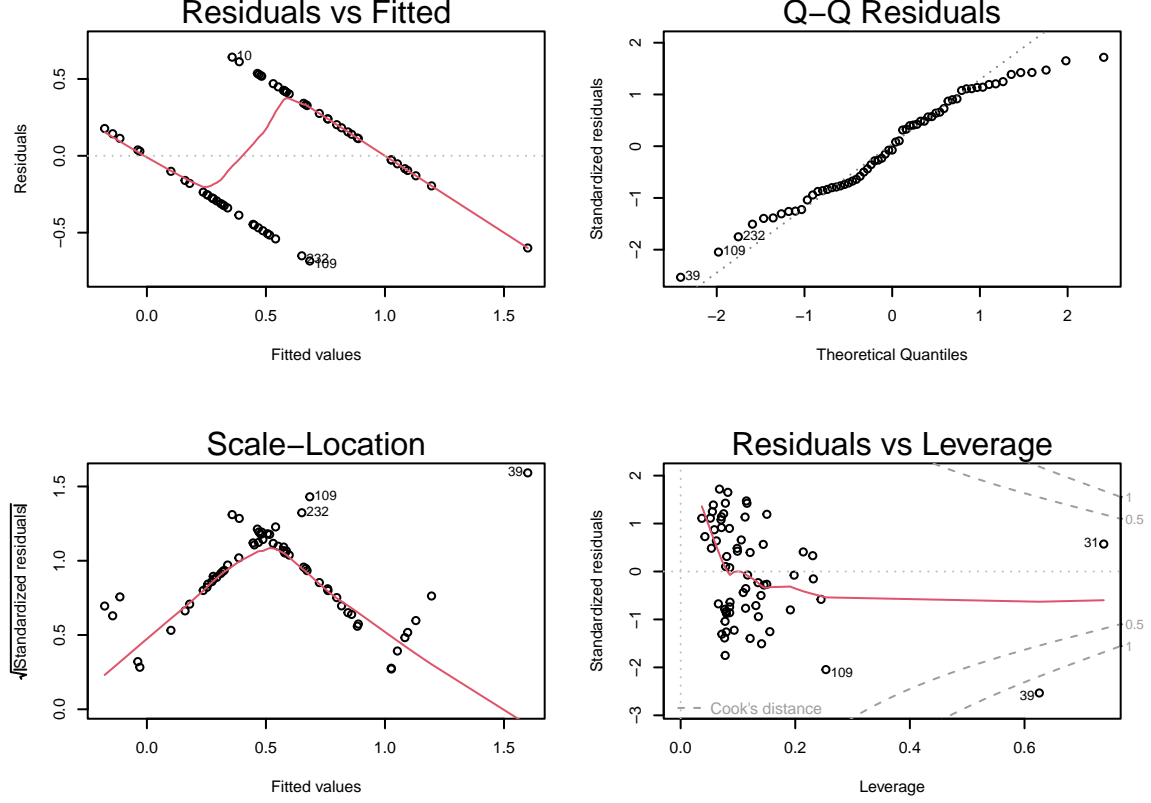 Residuals vs Fitted
Residuals
0.5
0.0
−0.5
10
232
109
0.0 0.5 1.0 1.5
Fitted values
Q−Q Residuals
Standardized residuals
2
1
0
−1
−2
232
109
39
−2 −1 0 1 2
Theoretical Quantiles
Scale−Location
√|Standardized residuals|
1.5
1.0
0.5
0.0
39
109
232
0.0 0.5 1.0 1.5
Fitted values
Residuals vs Leverage
Standardized residuals
2
1
0
−1
−2
−3
1
0.5
31
0.5
1
109
39
Cook's distance
0.0 0.2 0.4 0.6
Leverage